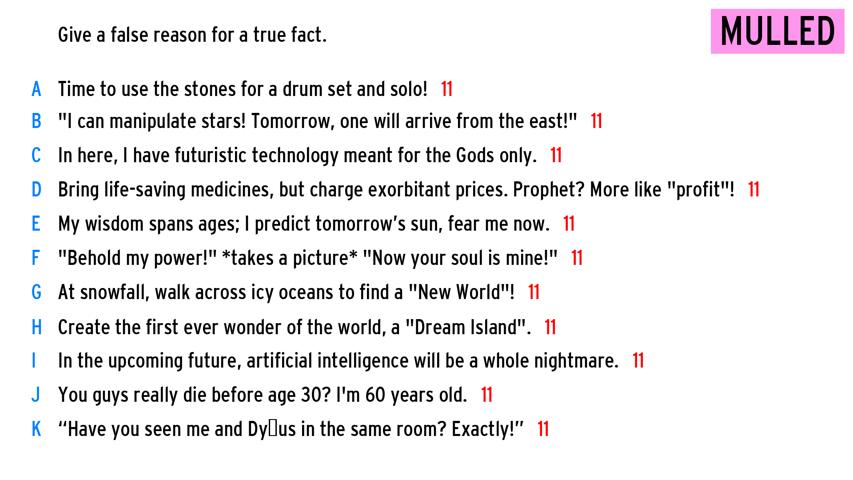 Give a false reason for a true fact.
MULLED
A Time to use the stones for a drum set and solo! 11
B "I can manipulate stars! Tomorrow, one will arrive from the east!" 11
C In here, I have futuristic technology meant for the Gods only. 11
D Bring life-saving medicines, but charge exorbitant prices. Prophet? More like "profit"! 11
E My wisdom spans ages; I predict tomorrow’s sun, fear me now. 11
F "Behold my power!" *takes a picture* "Now your soul is mine!" 11
G At snowfall, walk across icy oceans to find a "New World"! 11
H Create the first ever wonder of the world, a "Dream Island". 11
I In the upcoming future, artificial intelligence will be a whole nightmare. 11
J You guys really die before age 30? I'm 60 years old. 11
K “Have you seen me and Dy▯us in the same room? Exactly!” 11